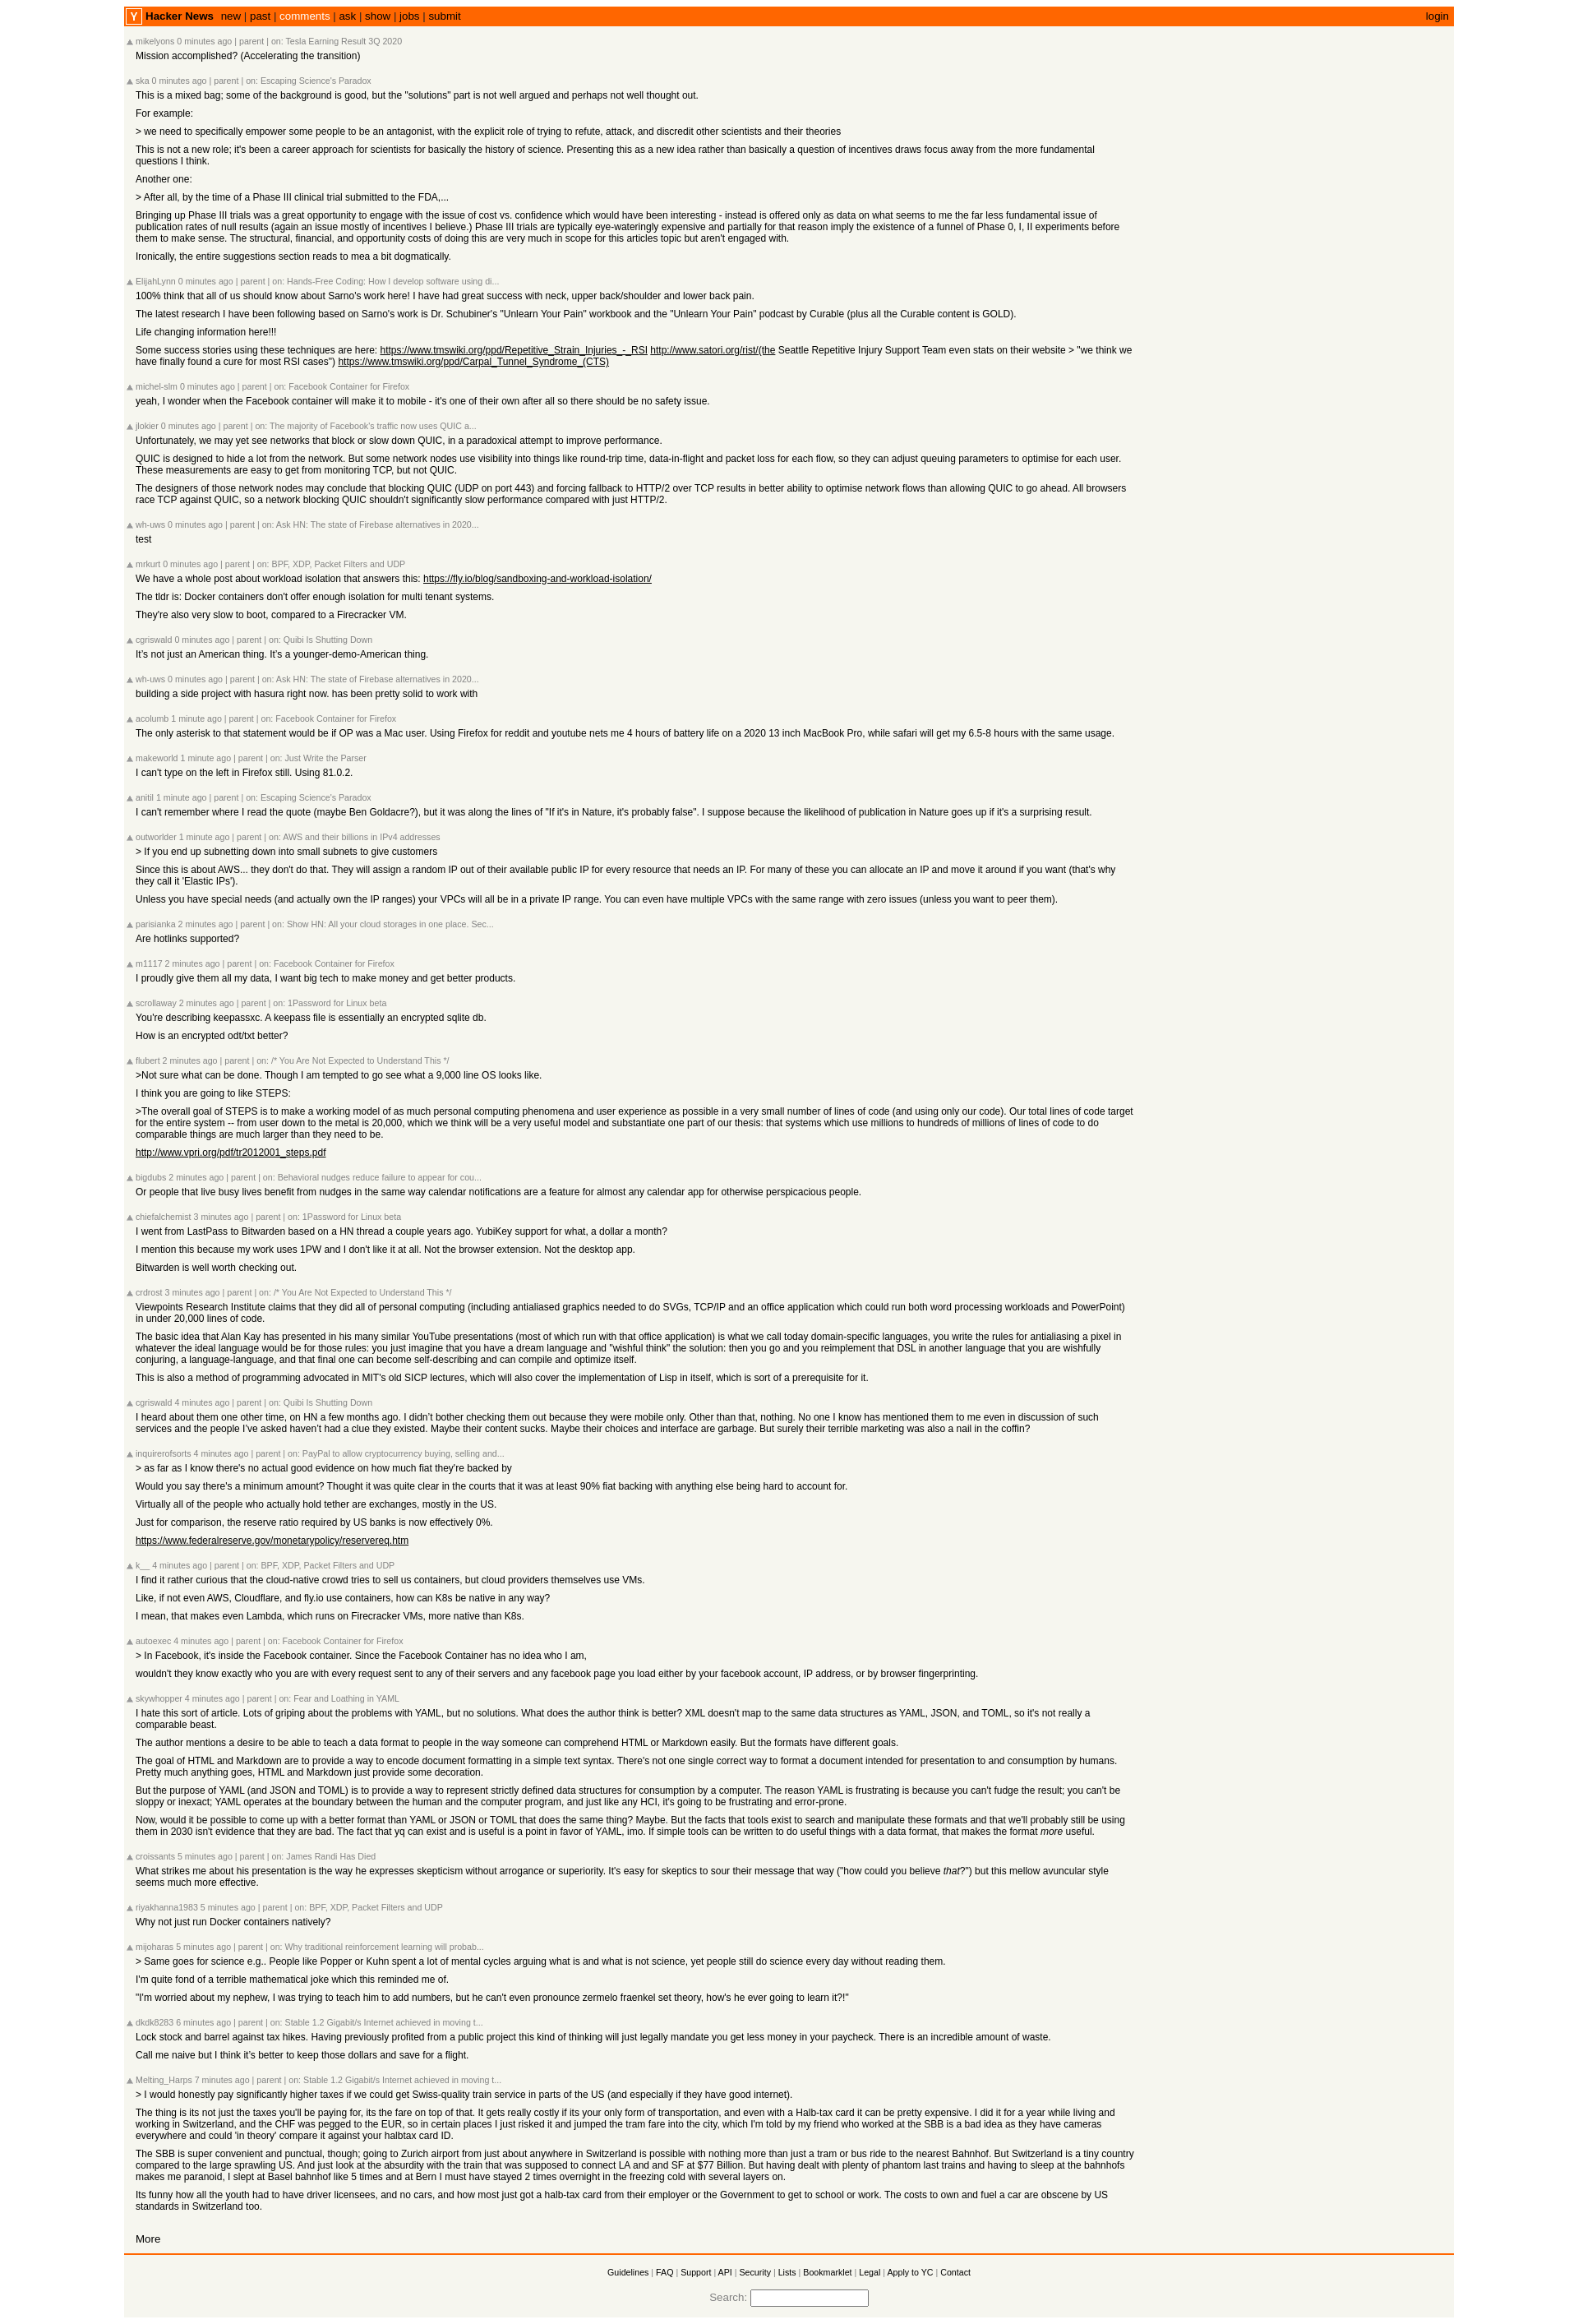 Y Hacker News new | past | comments | ask | show | jobs | submit login
mikelyons 0 minutes ago | parent | on: Tesla Earning Result 3Q 2020
Mission accomplished? (Accelerating the transition)
ska 0 minutes ago | parent | on: Escaping Science's Paradox
This is a mixed bag; some of the background is good, but the "solutions" part is not well argued and perhaps not well thought out.
For example:
> we need to specifically empower some people to be an antagonist, with the explicit role of trying to refute, attack, and discredit other scientists and their theories
This is not a new role; it's been a career approach for scientists for basically the history of science. Presenting this as a new idea rather than basically a question of incentives draws focus away from the more fundamental
questions I think.
Another one:
> After all, by the time of a Phase III clinical trial submitted to the FDA,...
Bringing up Phase III trials was a great opportunity to engage with the issue of cost vs. confidence which would have been interesting - instead is offered only as data on what seems to me the far less fundamental issue of
publication rates of null results (again an issue mostly of incentives I believe.) Phase III trials are typically eye-wateringly expensive and partially for that reason imply the existence of a funnel of Phase 0, I, II experiments before
them to make sense. The structural, financial, and opportunity costs of doing this are very much in scope for this articles topic but aren't engaged with.
Ironically, the entire suggestions section reads to mea a bit dogmatically.
ElijahLynn 0 minutes ago | parent | on: Hands-Free Coding: How I develop software using di...
100% think that all of us should know about Sarno's work here! I have had great success with neck, upper back/shoulder and lower back pain.
The latest research I have been following based on Sarno's work is Dr. Schubiner's "Unlearn Your Pain" workbook and the "Unlearn Your Pain" podcast by Curable (plus all the Curable content is GOLD).
Life changing information here!!!
Some success stories using these techniques are here: https://www.tmswiki.org/ppd/Repetitive_Strain_Injuries_-_RSI http://www.satori.org/rist/(the Seattle Repetitive Injury Support Team even stats on their website > "we think we
have finally found a cure for most RSI cases") https://www.tmswiki.org/ppd/Carpal_Tunnel_Syndrome_(CTS)
michel-slm 0 minutes ago | parent | on: Facebook Container for Firefox
yeah, I wonder when the Facebook container will make it to mobile - it's one of their own after all so there should be no safety issue.
jlokier 0 minutes ago | parent | on: The majority of Facebook's traffic now uses QUIC a...
Unfortunately, we may yet see networks that block or slow down QUIC, in a paradoxical attempt to improve performance.
QUIC is designed to hide a lot from the network. But some network nodes use visibility into things like round-trip time, data-in-flight and packet loss for each flow, so they can adjust queuing parameters to optimise for each user.
These measurements are easy to get from monitoring TCP, but not QUIC.
The designers of those network nodes may conclude that blocking QUIC (UDP on port 443) and forcing fallback to HTTP/2 over TCP results in better ability to optimise network flows than allowing QUIC to go ahead. All browsers
race TCP against QUIC, so a network blocking QUIC shouldn't significantly slow performance compared with just HTTP/2.
wh-uws 0 minutes ago | parent | on: Ask HN: The state of Firebase alternatives in 2020...
test
mrkurt 0 minutes ago | parent | on: BPF, XDP, Packet Filters and UDP
We have a whole post about workload isolation that answers this: https://fly.io/blog/sandboxing-and-workload-isolation/
The tldr is: Docker containers don't offer enough isolation for multi tenant systems.
They're also very slow to boot, compared to a Firecracker VM.
cgriswald 0 minutes ago | parent | on: Quibi Is Shutting Down
It’s not just an American thing. It’s a younger-demo-American thing.
wh-uws 0 minutes ago | parent | on: Ask HN: The state of Firebase alternatives in 2020...
building a side project with hasura right now. has been pretty solid to work with
acolumb 1 minute ago | parent | on: Facebook Container for Firefox
The only asterisk to that statement would be if OP was a Mac user. Using Firefox for reddit and youtube nets me 4 hours of battery life on a 2020 13 inch MacBook Pro, while safari will get my 6.5-8 hours with the same usage.
makeworld 1 minute ago | parent | on: Just Write the Parser
I can't type on the left in Firefox still. Using 81.0.2.
anitil 1 minute ago | parent | on: Escaping Science's Paradox
I can't remember where I read the quote (maybe Ben Goldacre?), but it was along the lines of "If it's in Nature, it's probably false". I suppose because the likelihood of publication in Nature goes up if it's a surprising result.
outworlder 1 minute ago | parent | on: AWS and their billions in IPv4 addresses
> If you end up subnetting down into small subnets to give customers
Since this is about AWS... they don't do that. They will assign a random IP out of their available public IP for every resource that needs an IP. For many of these you can allocate an IP and move it around if you want (that's why
they call it 'Elastic IPs').
Unless you have special needs (and actually own the IP ranges) your VPCs will all be in a private IP range. You can even have multiple VPCs with the same range with zero issues (unless you want to peer them).
parisianka 2 minutes ago | parent | on: Show HN: All your cloud storages in one place. Sec...
Are hotlinks supported?
m1117 2 minutes ago | parent | on: Facebook Container for Firefox
I proudly give them all my data, I want big tech to make money and get better products.
scrollaway 2 minutes ago | parent | on: 1Password for Linux beta
You're describing keepassxc. A keepass file is essentially an encrypted sqlite db.
How is an encrypted odt/txt better?
flubert 2 minutes ago | parent | on: /* You Are Not Expected to Understand This */
>Not sure what can be done. Though I am tempted to go see what a 9,000 line OS looks like.
I think you are going to like STEPS:
>The overall goal of STEPS is to make a working model of as much personal computing phenomena and user experience as possible in a very small number of lines of code (and using only our code). Our total lines of code target
for the entire system -- from user down to the metal is 20,000, which we think will be a very useful model and substantiate one part of our thesis: that systems which use millions to hundreds of millions of lines of code to do
comparable things are much larger than they need to be.
http://www.vpri.org/pdf/tr2012001_steps.pdf
bigdubs 2 minutes ago | parent | on: Behavioral nudges reduce failure to appear for cou...
Or people that live busy lives benefit from nudges in the same way calendar notifications are a feature for almost any calendar app for otherwise perspicacious people.
chiefalchemist 3 minutes ago | parent | on: 1Password for Linux beta
I went from LastPass to Bitwarden based on a HN thread a couple years ago. YubiKey support for what, a dollar a month?
I mention this because my work uses 1PW and I don't like it at all. Not the browser extension. Not the desktop app.
Bitwarden is well worth checking out.
crdrost 3 minutes ago | parent | on: /* You Are Not Expected to Understand This */
Viewpoints Research Institute claims that they did all of personal computing (including antialiased graphics needed to do SVGs, TCP/IP and an office application which could run both word processing workloads and PowerPoint)
in under 20,000 lines of code.
The basic idea that Alan Kay has presented in his many similar YouTube presentations (most of which run with that office application) is what we call today domain-specific languages, you write the rules for antialiasing a pixel in
whatever the ideal language would be for those rules: you just imagine that you have a dream language and "wishful think" the solution: then you go and you reimplement that DSL in another language that you are wishfully
conjuring, a language-language, and that final one can become self-describing and can compile and optimize itself.
This is also a method of programming advocated in MIT's old SICP lectures, which will also cover the implementation of Lisp in itself, which is sort of a prerequisite for it.
cgriswald 4 minutes ago | parent | on: Quibi Is Shutting Down
I heard about them one other time, on HN a few months ago. I didn’t bother checking them out because they were mobile only. Other than that, nothing. No one I know has mentioned them to me even in discussion of such
services and the people I’ve asked haven’t had a clue they existed. Maybe their content sucks. Maybe their choices and interface are garbage. But surely their terrible marketing was also a nail in the coffin?
inquirerofsorts 4 minutes ago | parent | on: PayPal to allow cryptocurrency buying, selling and...
> as far as I know there's no actual good evidence on how much fiat they're backed by
Would you say there's a minimum amount? Thought it was quite clear in the courts that it was at least 90% fiat backing with anything else being hard to account for.
Virtually all of the people who actually hold tether are exchanges, mostly in the US.
Just for comparison, the reserve ratio required by US banks is now effectively 0%.
https://www.federalreserve.gov/monetarypolicy/reservereq.htm
k__ 4 minutes ago | parent | on: BPF, XDP, Packet Filters and UDP
I find it rather curious that the cloud-native crowd tries to sell us containers, but cloud providers themselves use VMs.
Like, if not even AWS, Cloudflare, and fly.io use containers, how can K8s be native in any way?
I mean, that makes even Lambda, which runs on Firecracker VMs, more native than K8s.
autoexec 4 minutes ago | parent | on: Facebook Container for Firefox
> In Facebook, it's inside the Facebook container. Since the Facebook Container has no idea who I am,
wouldn't they know exactly who you are with every request sent to any of their servers and any facebook page you load either by your facebook account, IP address, or by browser fingerprinting.
skywhopper 4 minutes ago | parent | on: Fear and Loathing in YAML
I hate this sort of article. Lots of griping about the problems with YAML, but no solutions. What does the author think is better? XML doesn't map to the same data structures as YAML, JSON, and TOML, so it's not really a
comparable beast.
The author mentions a desire to be able to teach a data format to people in the way someone can comprehend HTML or Markdown easily. But the formats have different goals.
The goal of HTML and Markdown are to provide a way to encode document formatting in a simple text syntax. There's not one single correct way to format a document intended for presentation to and consumption by humans.
Pretty much anything goes, HTML and Markdown just provide some decoration.
But the purpose of YAML (and JSON and TOML) is to provide a way to represent strictly defined data structures for consumption by a computer. The reason YAML is frustrating is because you can't fudge the result; you can't be
sloppy or inexact; YAML operates at the boundary between the human and the computer program, and just like any HCI, it's going to be frustrating and error-prone.
Now, would it be possible to come up with a better format than YAML or JSON or TOML that does the same thing? Maybe. But the facts that tools exist to search and manipulate these formats and that we'll probably still be using
them in 2030 isn't evidence that they are bad. The fact that yq can exist and is useful is a point in favor of YAML, imo. If simple tools can be written to do useful things with a data format, that makes the format more useful.
croissants 5 minutes ago | parent | on: James Randi Has Died
What strikes me about his presentation is the way he expresses skepticism without arrogance or superiority. It's easy for skeptics to sour their message that way ("how could you believe that?") but this mellow avuncular style
seems much more effective.
riyakhanna1983 5 minutes ago | parent | on: BPF, XDP, Packet Filters and UDP
Why not just run Docker containers natively?
mijoharas 5 minutes ago | parent | on: Why traditional reinforcement learning will probab...
> Same goes for science e.g.. People like Popper or Kuhn spent a lot of mental cycles arguing what is and what is not science, yet people still do science every day without reading them.
I'm quite fond of a terrible mathematical joke which this reminded me of.
"I'm worried about my nephew, I was trying to teach him to add numbers, but he can't even pronounce zermelo fraenkel set theory, how's he ever going to learn it?!"
dkdk8283 6 minutes ago | parent | on: Stable 1.2 Gigabit/s Internet achieved in moving t...
Lock stock and barrel against tax hikes. Having previously profited from a public project this kind of thinking will just legally mandate you get less money in your paycheck. There is an incredible amount of waste.
Call me naive but I think it’s better to keep those dollars and save for a flight.
Melting_Harps 7 minutes ago | parent | on: Stable 1.2 Gigabit/s Internet achieved in moving t...
> I would honestly pay significantly higher taxes if we could get Swiss-quality train service in parts of the US (and especially if they have good internet).
The thing is its not just the taxes you'll be paying for, its the fare on top of that. It gets really costly if its your only form of transportation, and even with a Halb-tax card it can be pretty expensive. I did it for a year while living and
working in Switzerland, and the CHF was pegged to the EUR, so in certain places I just risked it and jumped the tram fare into the city, which I'm told by my friend who worked at the SBB is a bad idea as they have cameras
everywhere and could 'in theory' compare it against your halbtax card ID.
The SBB is super convenient and punctual, though; going to Zurich airport from just about anywhere in Switzerland is possible with nothing more than just a tram or bus ride to the nearest Bahnhof. But Switzerland is a tiny country
compared to the large sprawling US. And just look at the absurdity with the train that was supposed to connect LA and and SF at $77 Billion. But having dealt with plenty of phantom last trains and having to sleep at the bahnhofs
makes me paranoid, I slept at Basel bahnhof like 5 times and at Bern I must have stayed 2 times overnight in the freezing cold with several layers on.
Its funny how all the youth had to have driver licensees, and no cars, and how most just got a halb-tax card from their employer or the Government to get to school or work. The costs to own and fuel a car are obscene by US
standards in Switzerland too.
More
Guidelines | FAQ | Support | API | Security | Lists | Bookmarklet | Legal | Apply to YC | Contact
Search: